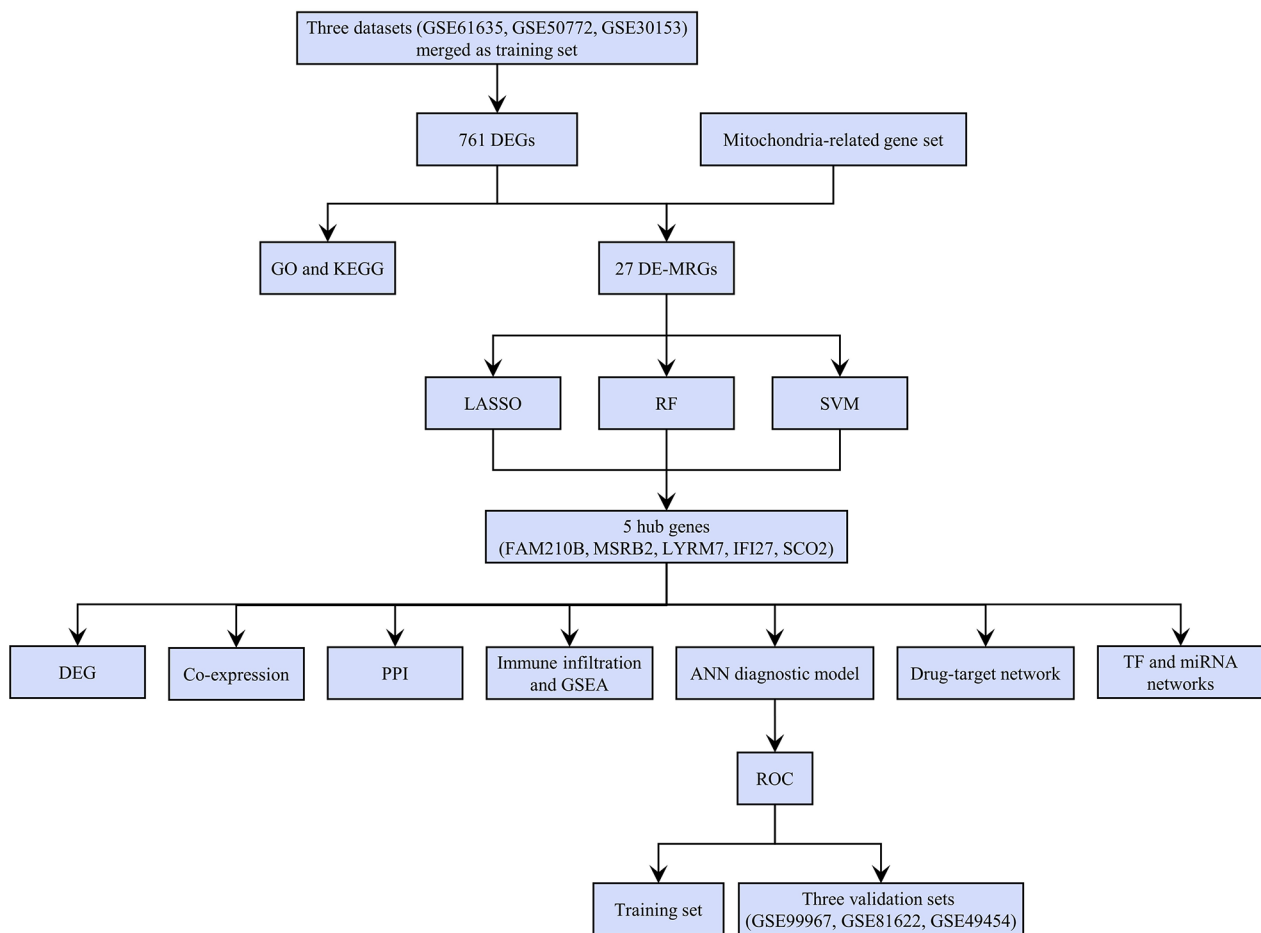 Three datasets (GSE61635, GSE50772, GSE30153)
merged as training set
761 DEGs
Mitochondria-related gene set
GO and KEGG
27 DE-MRGs
LASSO
RF
SVM
5 hub genes
(FAM210B, MSRB2, LYRM7, IFI27, SCO2)
DEG
Co-expression
PPI
Immune infiltration
and GSEA
ANN diagnostic model
Drug-target network
TF and miRNA
networks
ROC
Training set
Three validation sets
(GSE99967, GSE81622, GSE49454)